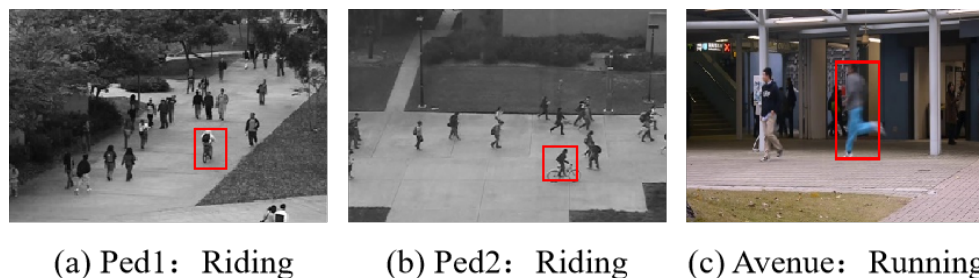 (a) Ped1： Riding
(b) Ped2： Riding
(c) Avenue： Running